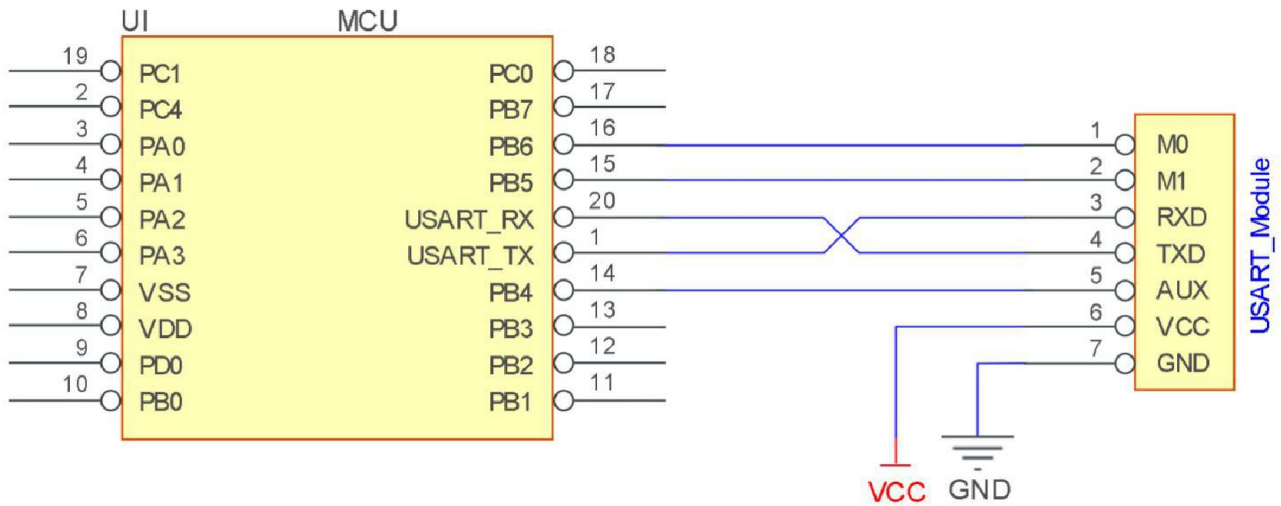 UI MCU
19 PC1 PC0 18
2 PC4 PB7 17
3 PA0 PB6 16
4 PA1 PB5 15
5 PA2 USART_RX 20
6 PA3 USART_TX 1
7 VSS PB4 14
8 VDD PB3 13
9 PD0 PB2 12
10 PB0 PB1 11
1 M0
2 M1
3 RXD
4 TXD
5 AUX
6 VCC
7 GND
USART_Module
VCC GND